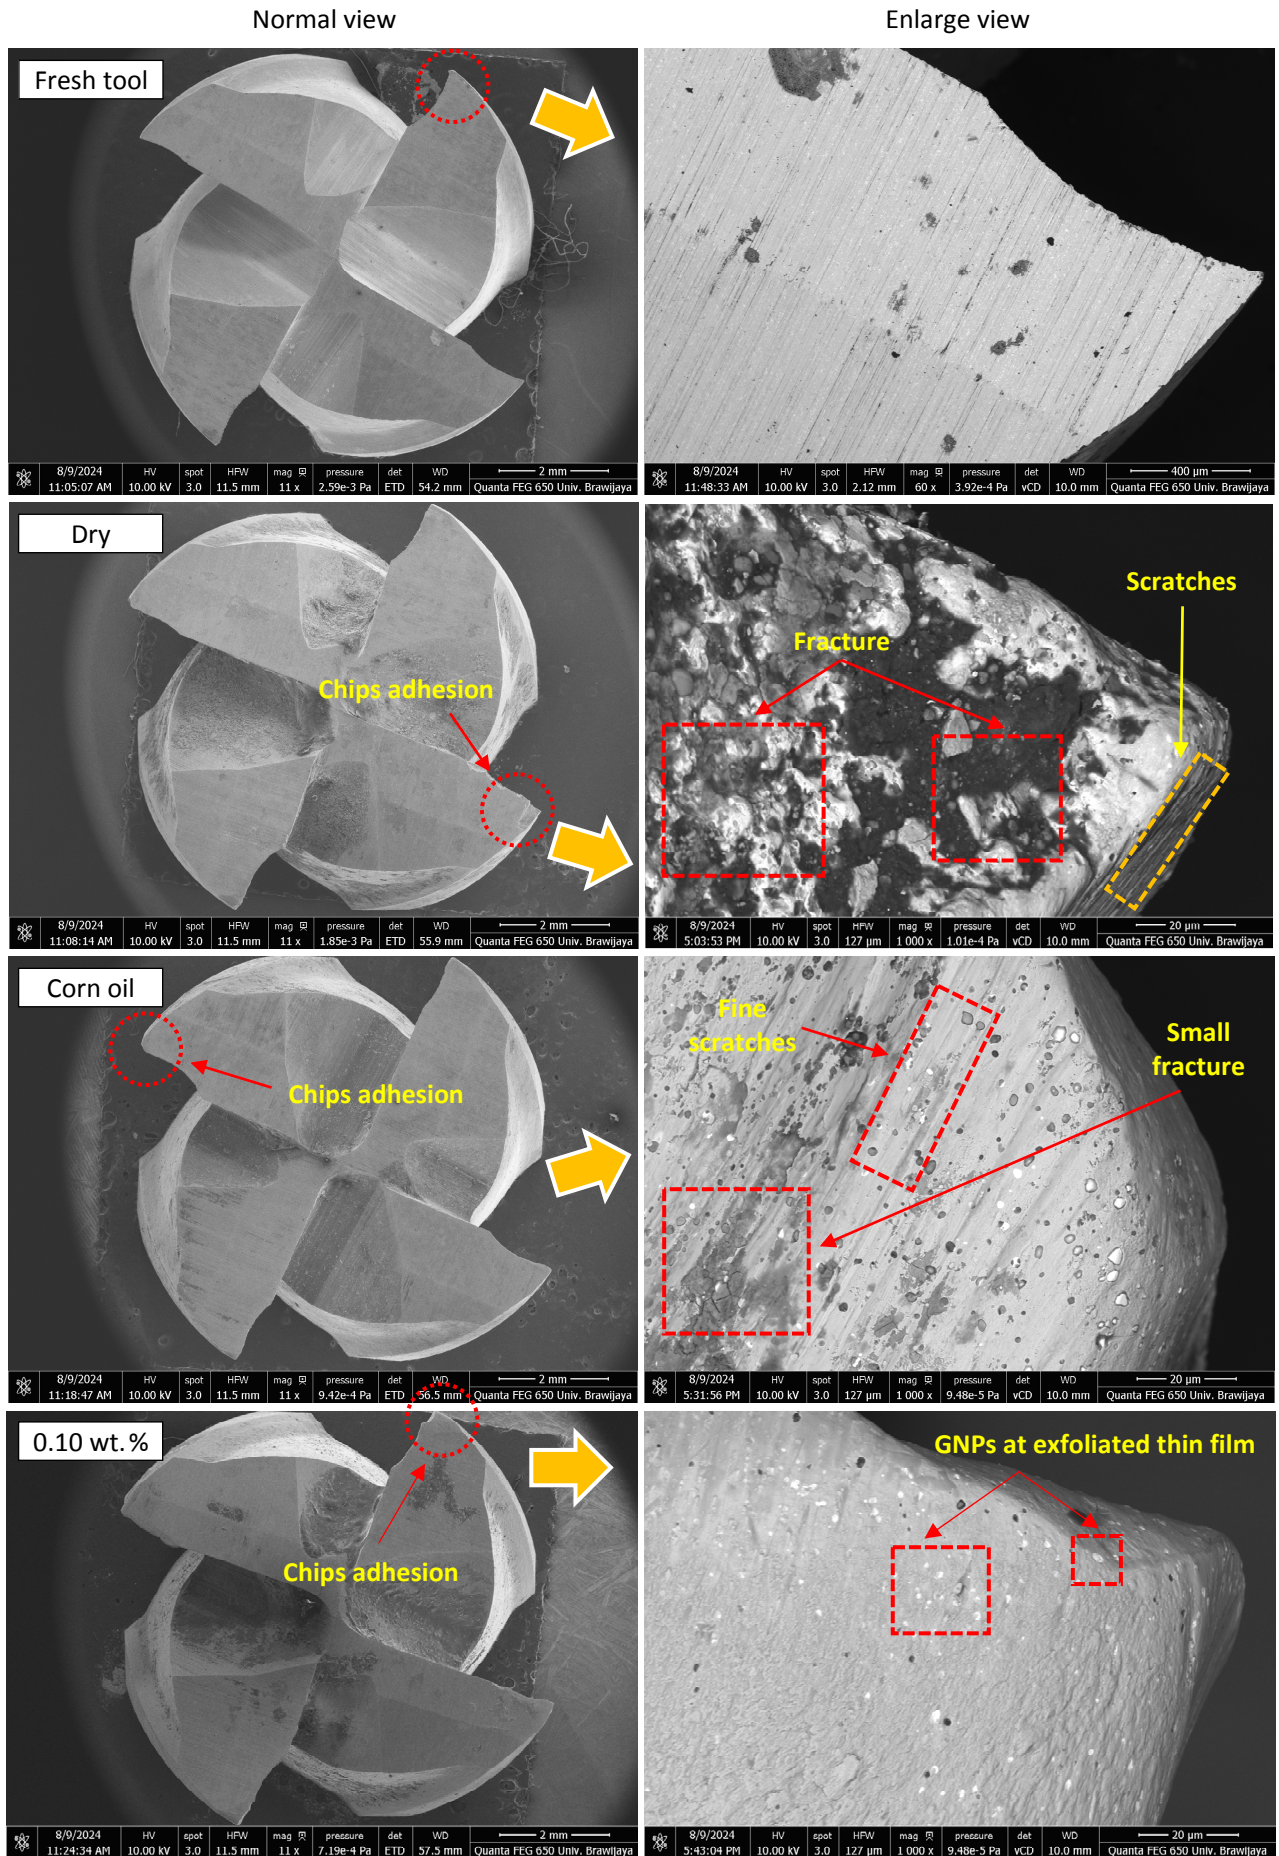 Normal view
Enlarge view
Fresh tool
8/9/2024 HV spot HFW mag pressure det WD 2 mm
11:05:07 AM 10.00 kV 3.0 11.5 mm 11 x 2.59e-3 Pa ETD 54.2 mm Quanta FEG 650 Univ. Brawijaya
8/9/2024 HV spot HFW mag pressure det WD 400 µm
11:48:33 AM 10.00 kV 3.0 2.12 mm 60 x 3.92e-4 Pa vCD 10.0 mm Quanta FEG 650 Univ. Brawijaya
Dry
Chips adhesion
Scratches
Fracture
8/9/2024 HV spot HFW mag pressure det WD 2 mm
11:08:14 AM 10.00 kV 3.0 11.5 mm 11 x 1.85e-3 Pa ETD 55.9 mm Quanta FEG 650 Univ. Brawijaya
8/9/2024 HV spot HFW mag pressure det WD 20 µm
5:03:53 PM 10.00 kV 3.0 127 µm 1 000 x 1.01e-4 Pa vCD 10.0 mm Quanta FEG 650 Univ. Brawijaya
Corn oil
Chips adhesion
Fine
scratches
Small
fracture
8/9/2024 HV spot HFW mag pressure det WD 2 mm
11:18:47 AM 10.00 kV 3.0 11.5 mm 11 x 9.42e-4 Pa ETD 56.5 mm Quanta FEG 650 Univ. Brawijaya
8/9/2024 HV spot HFW mag pressure det WD 20 µm
5:31:56 PM 10.00 kV 3.0 127 µm 1 000 x 9.48e-5 Pa vCD 10.0 mm Quanta FEG 650 Univ. Brawijaya
0.10 wt.%
Chips adhesion
GNPs at exfoliated thin film
8/9/2024 HV spot HFW mag pressure det WD 2 mm
11:24:34 AM 10.00 kV 3.0 11.5 mm 11 x 7.19e-4 Pa ETD 57.5 mm Quanta FEG 650 Univ. Brawijaya
8/9/2024 HV spot HFW mag pressure det WD 20 µm
5:43:04 PM 10.00 kV 3.0 127 µm 1 000 x 9.48e-5 Pa vCD 10.0 mm Quanta FEG 650 Univ. Brawijaya